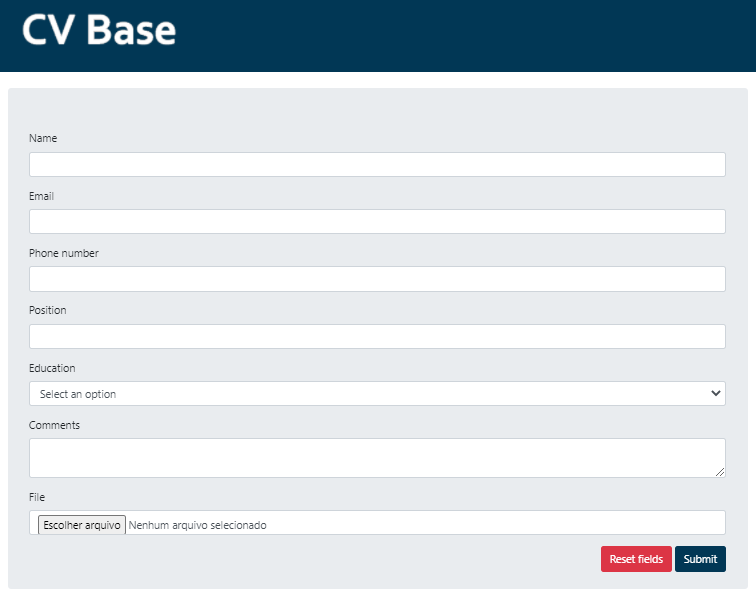 CV Base
Name
Email
Phone number
Position
Education
Select an option
Comments
File
Escolher arquivo Nenhum arquivo selecionado
Reset fields Submit